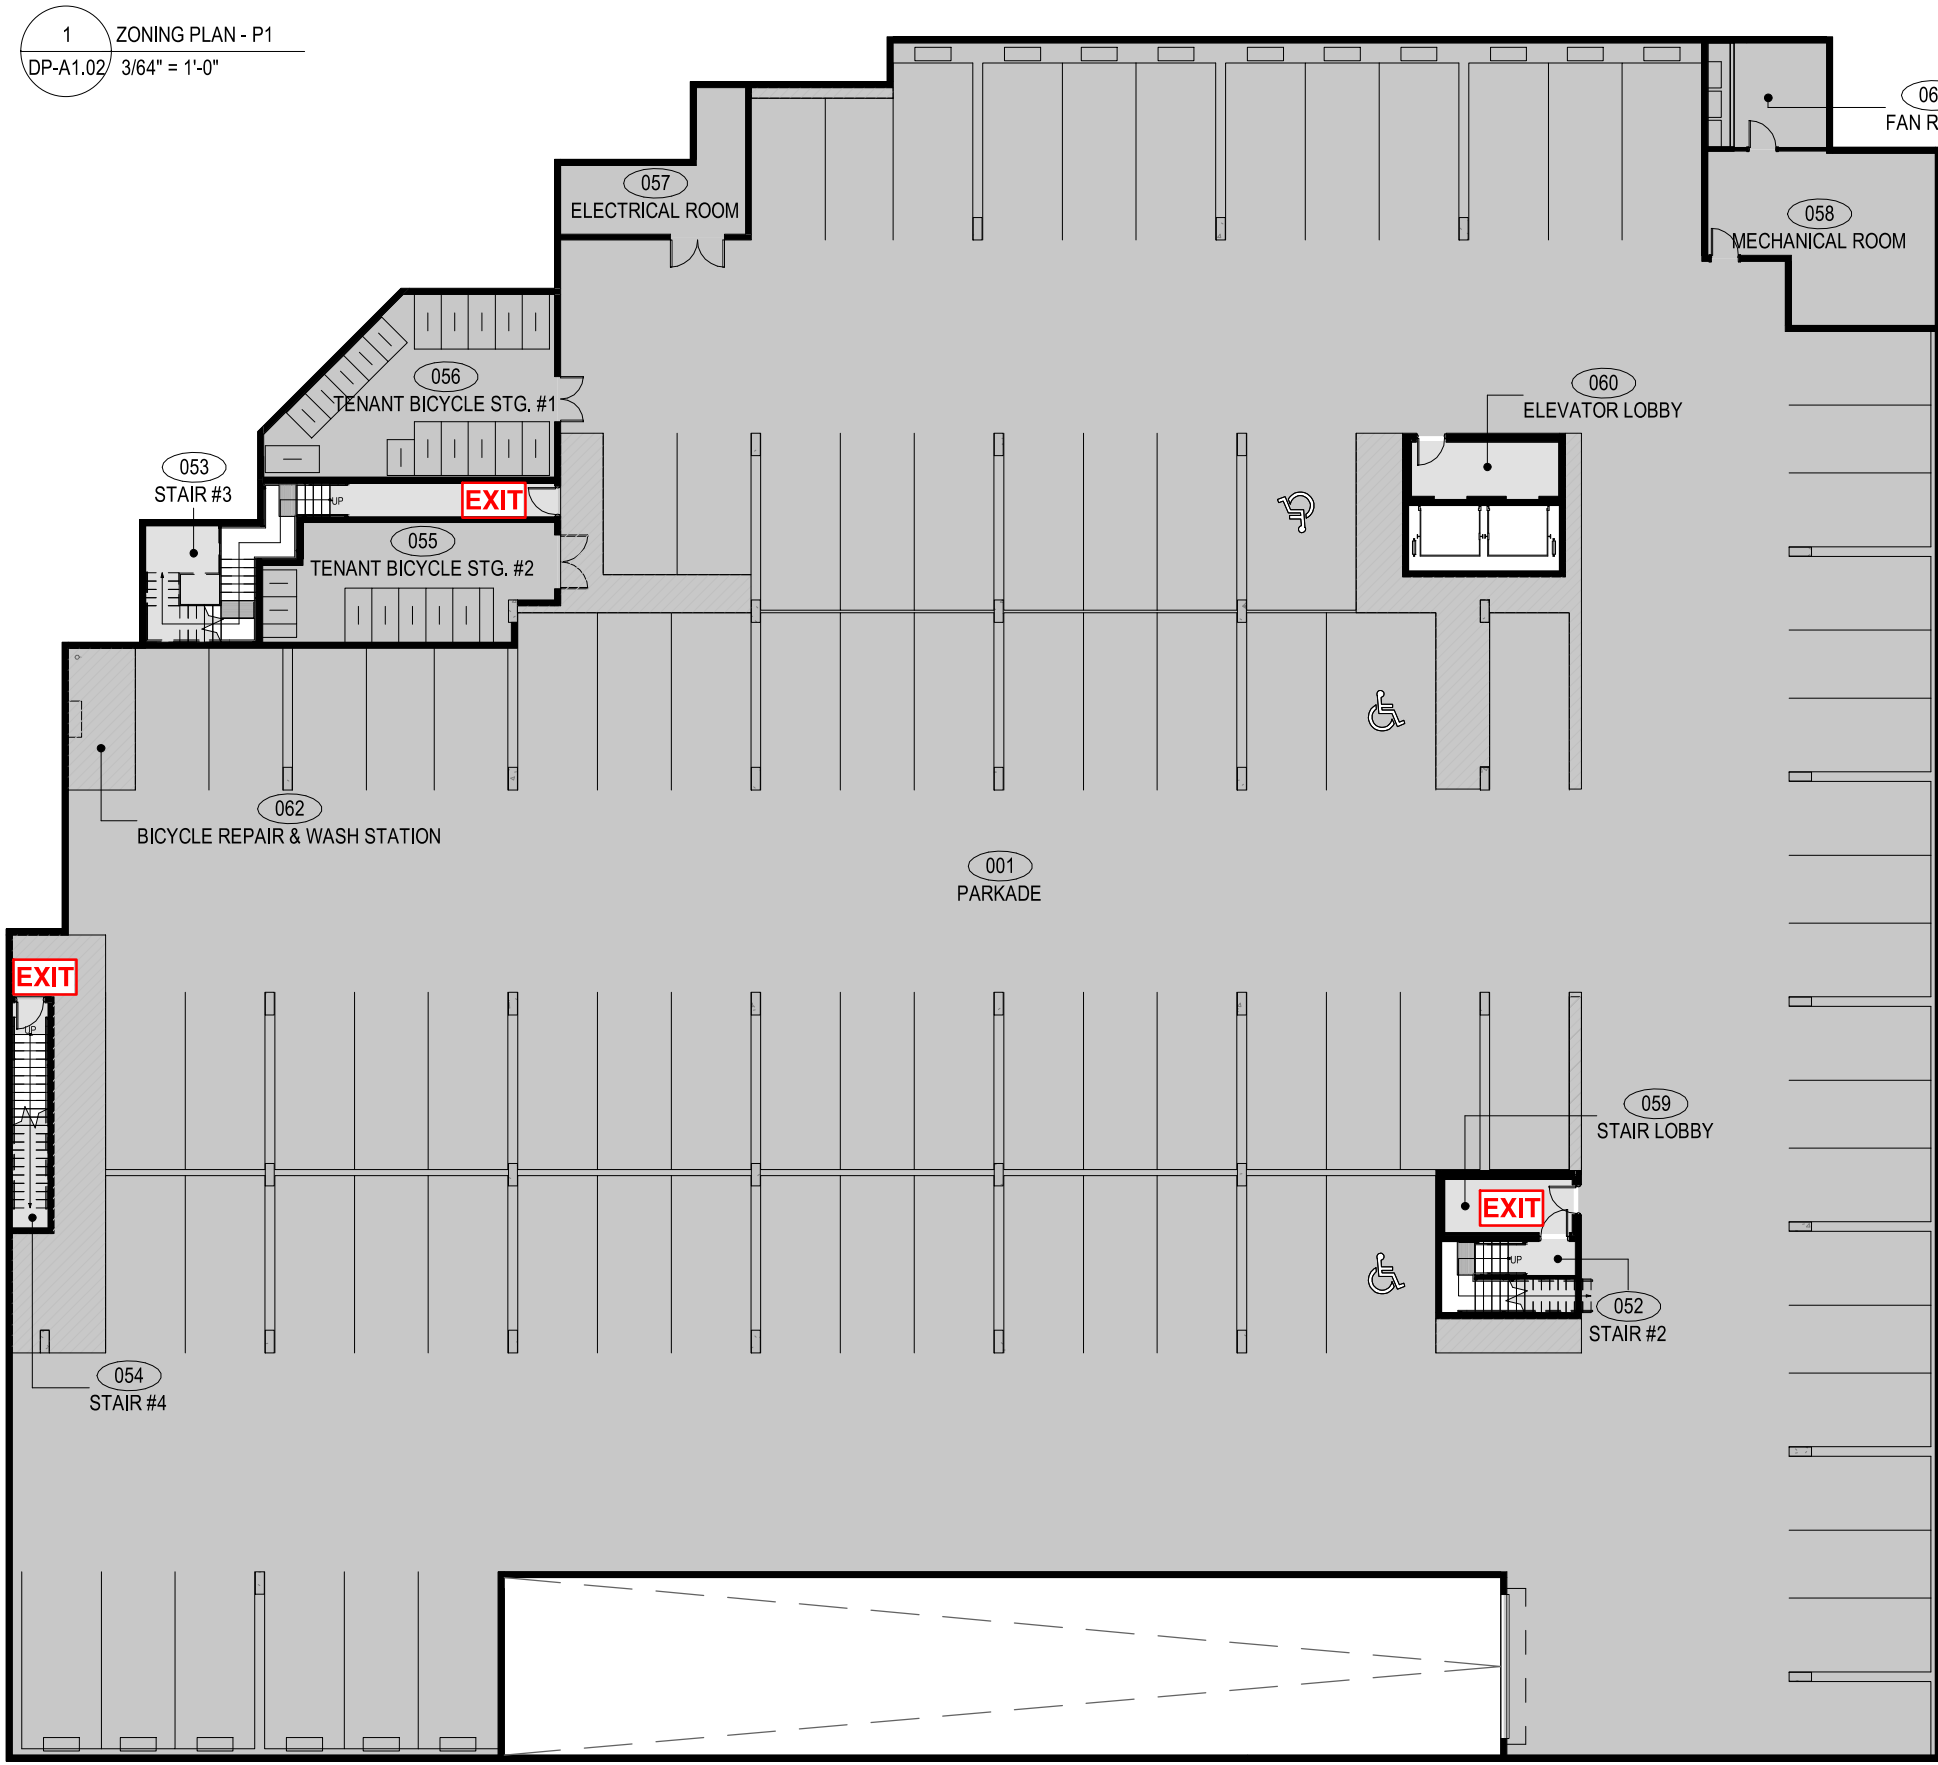 1
ZONING PLAN - P1
DP-A1.02
3/64" = 1'-0"
FAN R
057
ELECTRICAL ROOM
058
MECHANICAL ROOM
056
TENANT BICYCLE STG. #1
060
ELEVATOR LOBBY
053
STAIR #3
UP
EXIT
055
TENANT BICYCLE STG. #2
062
BICYCLE REPAIR & WASH STATION
001
PARKADE
EXIT
UP
059
STAIR LOBBY
EXIT
UP
052
STAIR #2
054
STAIR #4